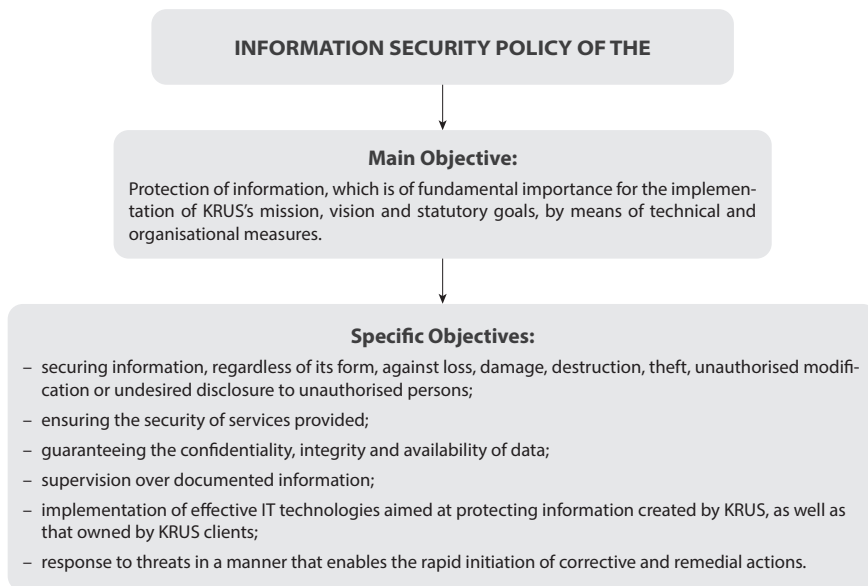 INFORMATION SECURITY POLICY OF THE
Main Objective:
Protection of information, which is of fundamental importance for the implemen-
tation of KRUS's mission, vision and statutory goals, by means of technical and
organisational measures.
Specific Objectives:
– securing information, regardless of its form, against loss, damage, destruction, theft, unauthorised modifi-
cation or undesired disclosure to unauthorised persons;
– ensuring the security of services provided;
– guaranteeing the confidentiality, integrity and availability of data;
– supervision over documented information;
– implementation of effective IT technologies aimed at protecting information created by KRUS, as well as
that owned by KRUS clients;
– response to threats in a manner that enables the rapid initiation of corrective and remedial actions.